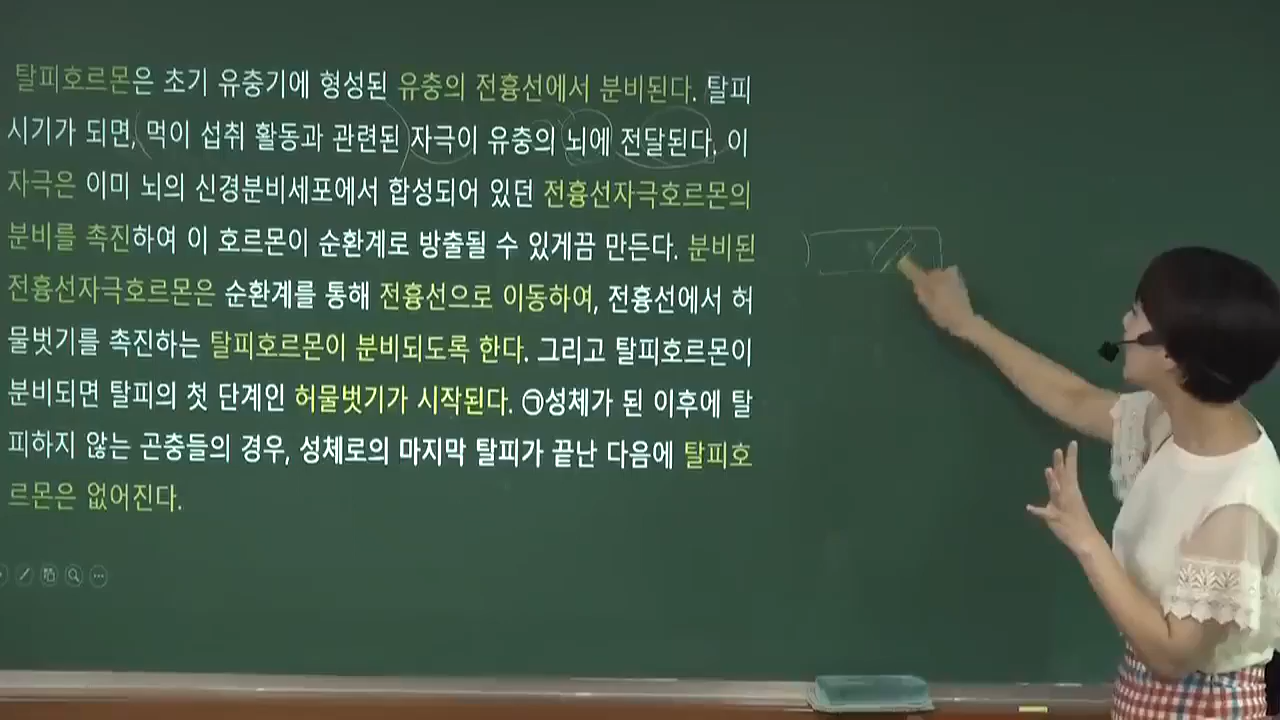 탈피호르몬은 초기 유충기에 형성된 유충의 전흉선에서 분비된다. 탈피
시기가 되면, 먹이 섭취 활동과 관련된 자극이 유충의 뇌에 전달된다. 이
자극은 이미 뇌의 신경분비세포에서 합성되어 있던 전흉선자극호르몬의
분비를 촉진하여 이 호르몬이 순환계로 방출될 수 있게끔 만든다. 분비된
전흉선자극호르몬은 순환계를 통해 전흉선으로 이동하여, 전흉선에서 허
물벗기를 촉진하는 탈피호르몬이 분비되도록 한다. 그리고 탈피호르몬이
분비되면 탈피의 첫 단계인 허물벗기가 시작된다. ㉠성체가 된 이후에 탈
피하지 않는 곤충들의 경우, 성체로의 마지막 탈피가 끝난 다음에 탈피호
르몬은 없어진다.